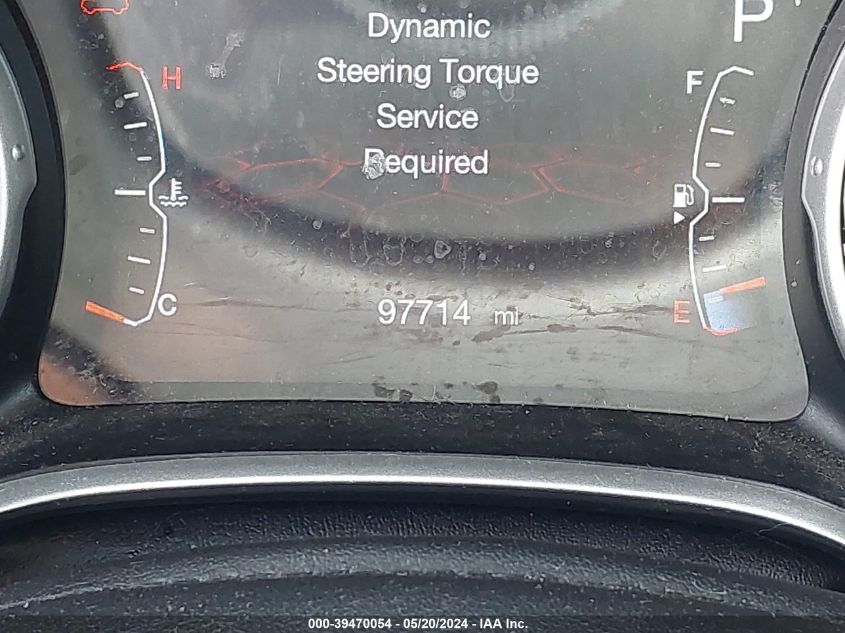 P
Dynamic
Steering Torque
Service
Required
H
F
C
E
97714 mi
000-39470054 - 05/20/2024 - IAA Inc.